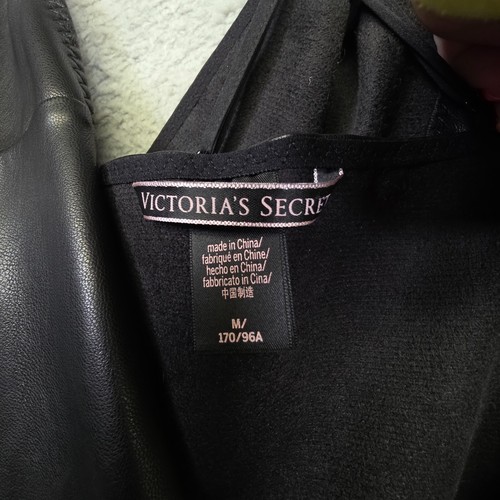 VICTORIA'S SECRE
made in China/
fabriqué en Chine/
hecho en China/
fabbricato in Cina/
中国制造
M/
170/96A